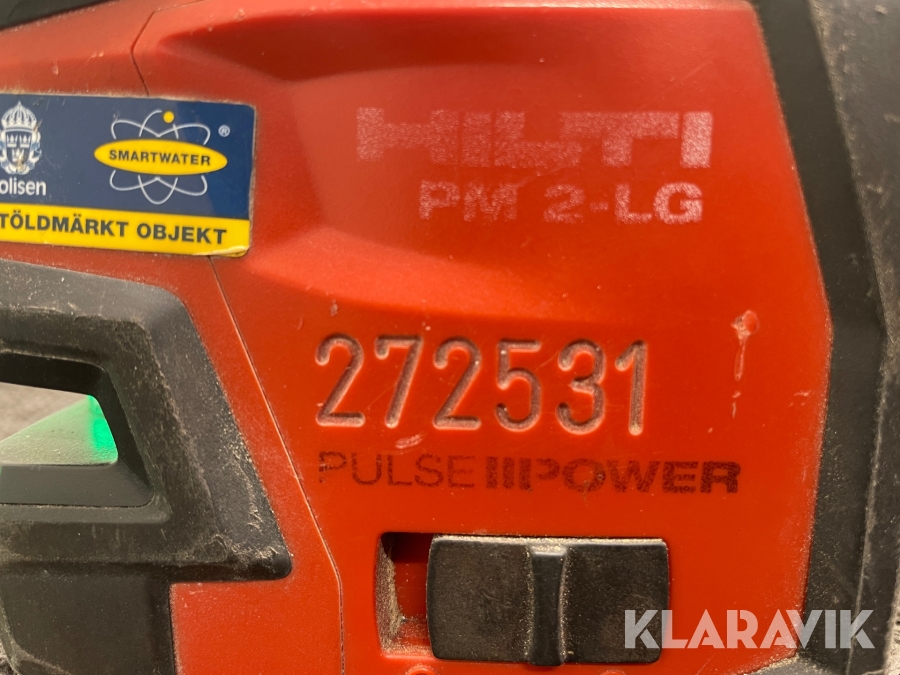 HILTI
PM 2-LG
SMARTWATER
®
olisen
TÖLDMÄRKT OBJEKT
272531
PULSE POWER
KLARAVIK